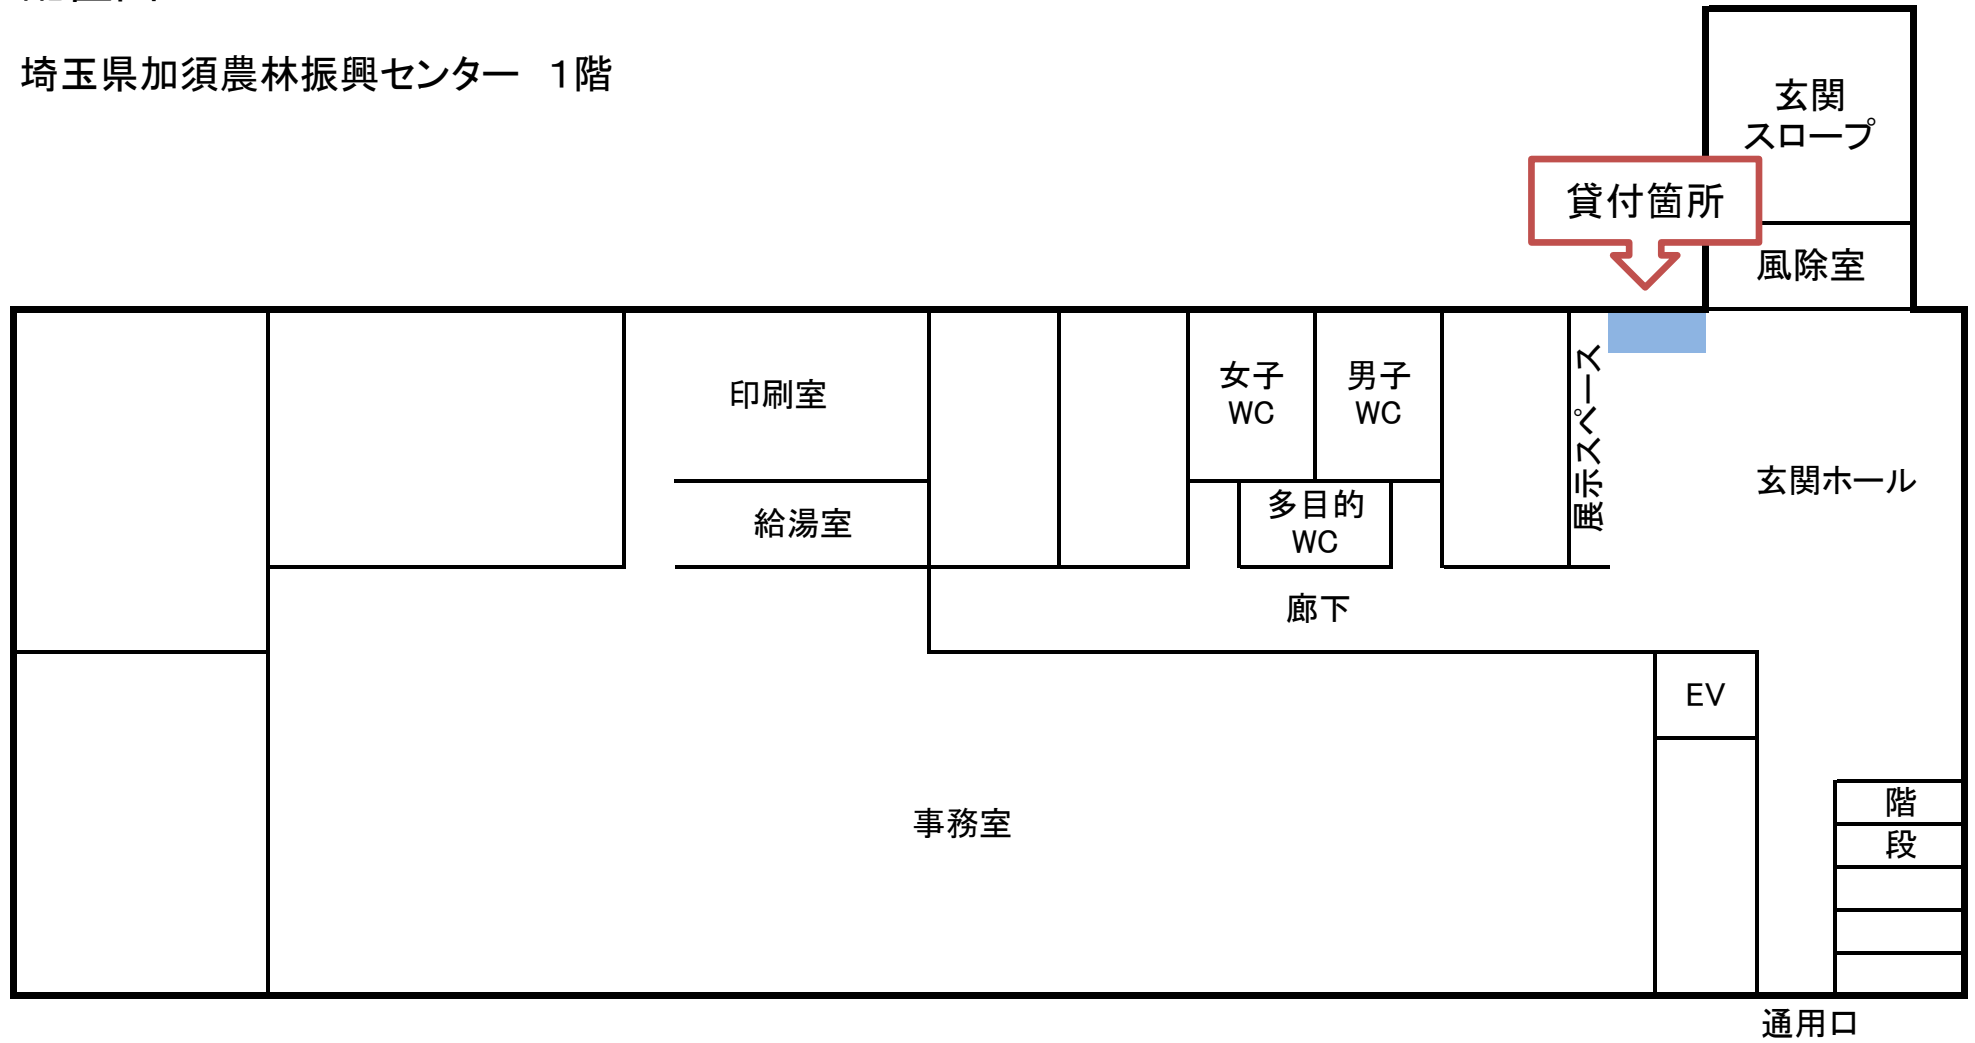 埼玉県加須農林振興センター　1階
玄関
スロープ
貸付箇所
風除室
印刷室
女子
WC
男子
WC
展示スペース
玄関ホール
給湯室
多目的
WC
廊下
EV
事務室
階
段
通用口